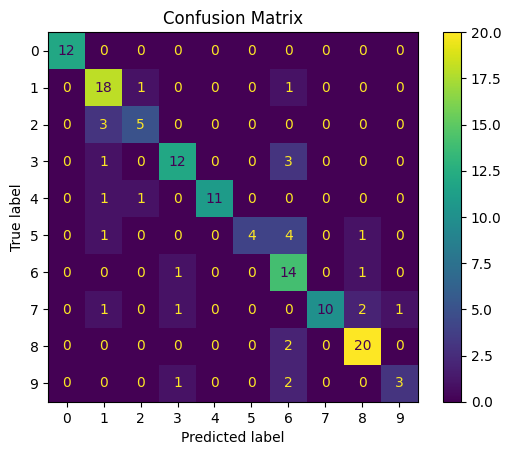 Confusion Matrix
0 12 0 0 0 0 0 0 0 0 0
1 0 18 1 0 0 0 1 0 0 0
2 0 3 5 0 0 0 0 0 0 0
3 0 1 0 12 0 0 3 0 0 0
4 0 1 1 0 11 0 0 0 0 0
5 0 1 0 0 0 4 4 0 1 0
6 0 0 0 1 0 0 14 0 1 0
7 0 1 0 1 0 0 0 10 2 1
8 0 0 0 0 0 0 2 0 20 0
9 0 0 0 1 0 0 2 0 0 3
0 1 2 3 4 5 6 7 8 9
Predicted label
True label
20.0
17.5
15.0
12.5
10.0
7.5
5.0
2.5
0.0